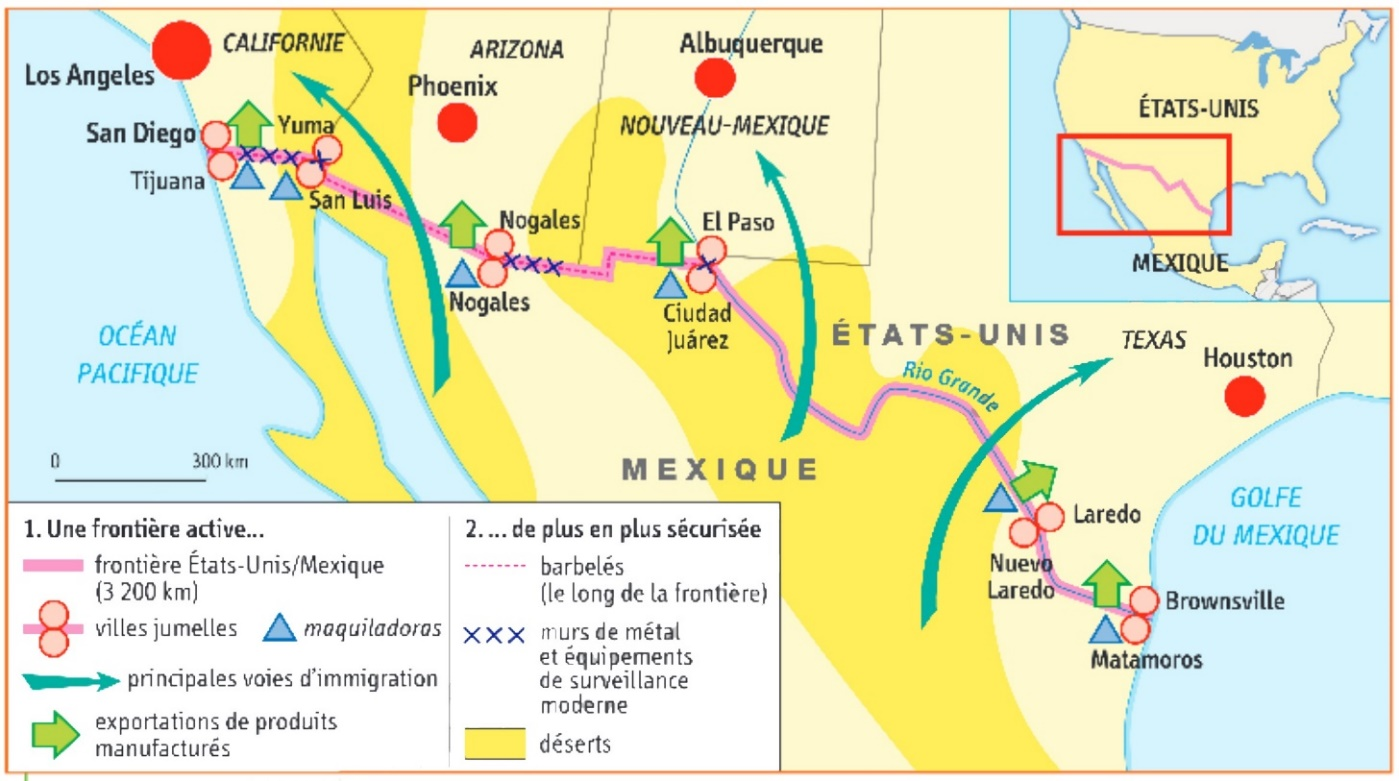 CALIFORNIE
Los Angeles
ARIZONA
Phoenix
Albuquerque
NOUVEAU-MEXIQUE
San Diego
Yuma
Tijuana
San Luis
Nogales
Nogales
El Paso
Ciudad
Juárez
OCÉAN
PACIFIQUE
ÉTATS-UNIS
MEXIQUE
ÉTATS-UNIS
TEXAS
Houston
Rio Grande
MEXIQUE
GOLFE
DU MEXIQUE
Laredo
Nuevo
Laredo
Brownsville
Matamoros
0 300 km
1. Une frontière active...
frontière États-Unis/Mexique
(3 200 km)
villes jumelles
maquiladoras
principales voies d'immigration
exportations de produits
manufacturés
2. ... de plus en plus sécurisée
barbelés
(le long de la frontière)
murs de métal
et équipements
de surveillance
moderne
déserts